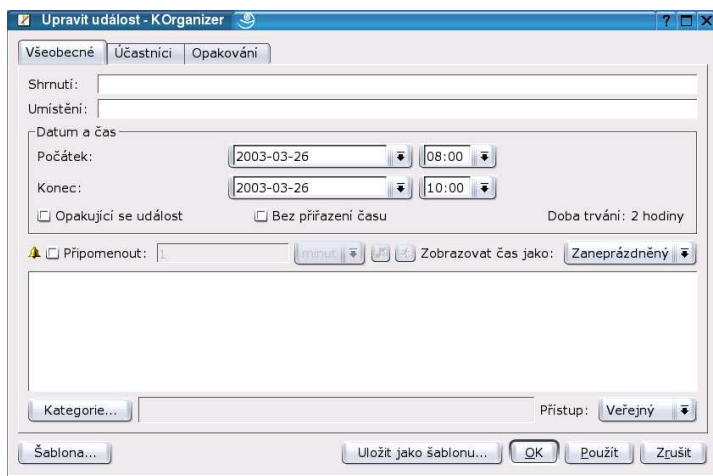 Upravit událost - KOrganizer
Všeobecné Účastníci Opakování
Shrnutí:
Umístění:
Datum a čas
Počátek: 2003-03-26 08:00
Konec: 2003-03-26 10:00
Opakující se událost Bez přiřazení času Doba trvání: 2 hodiny
Připomenout: 1 minut Zobrazovat čas jako: Zaneprázdněný
Kategorie... Přístup: Veřejný
Šablona... Uložit jako šablonu... OK Použít Zrušit